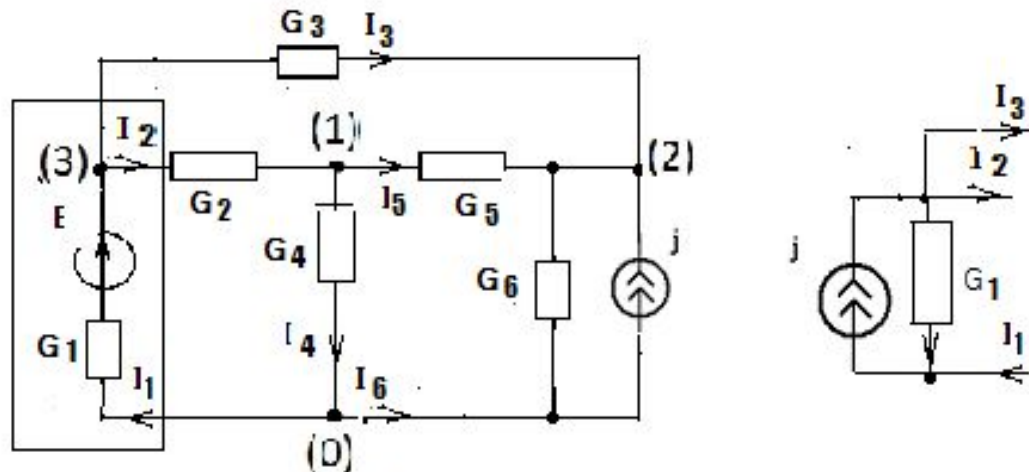 G3 I3
I2 (1) (2)
(3) G2 I5 G5
E G4 G6 j
G1 I1 I4 I6
(0)
I3
I2
j G1
I1